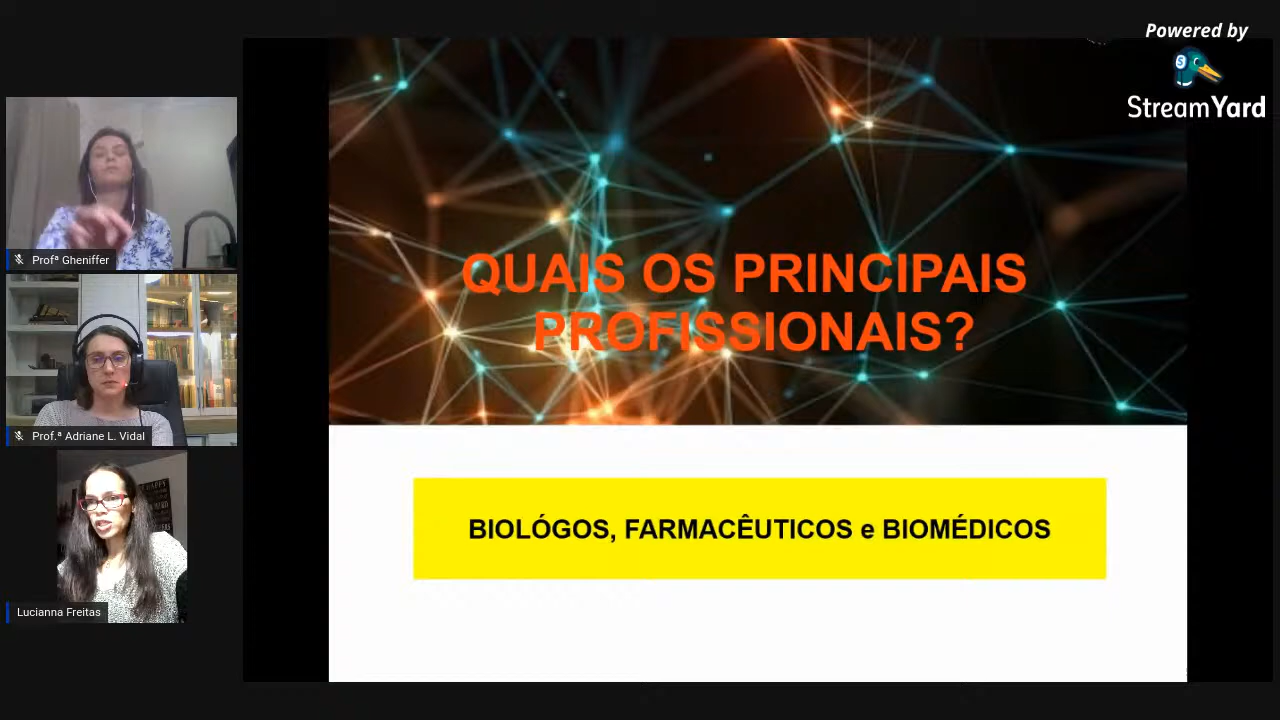 Powered by
StreamYard
Profª Gheniffer
Prof.ª Adriane L. Vidal
Lucianna Freitas
QUAIS OS PRINCIPAIS
PROFISSIONAIS?
BIOLÓGOS, FARMACÊUTICOS e BIOMÉDICOS